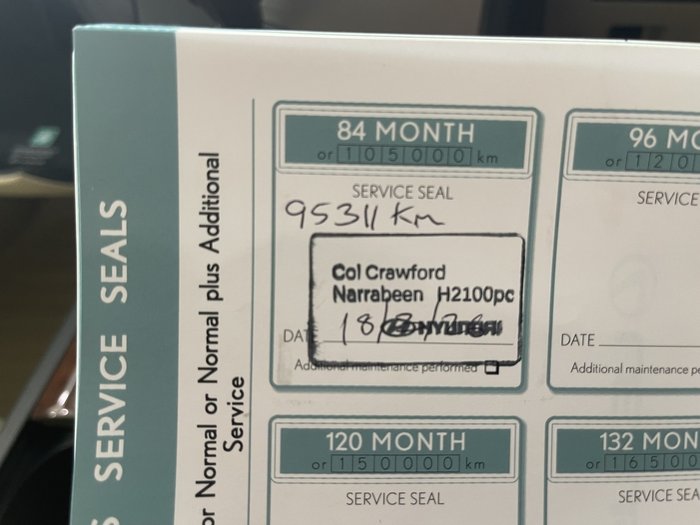 SERVICE SEALS
or Normal or Normal plus Additional
Service
84 MONTH
or 105000 km
SERVICE SEAL
95311 Km
Col Crawford
Narrabeen H2100pc
HYUNDAI
DAT
18/
Additional maintenance performed
96 MO
or 120
SERVICE
DATE
Additional maintenance pe
120 MONTH
or 150000 km
SERVICE SEAL
132 MON
or 16500
SERVICE SEA